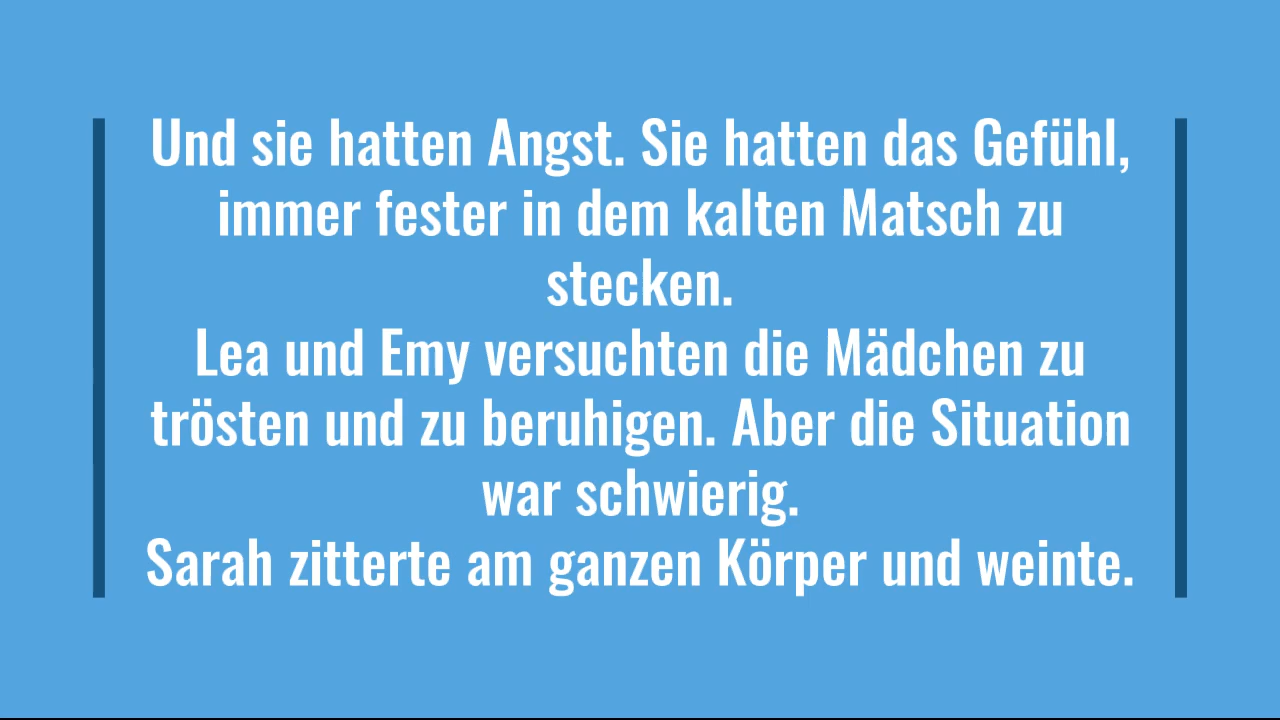 Und sie hatten Angst. Sie hatten das Gefühl,
immer fester in dem kalten Matsch zu
stecken.
Lea und Emy versuchten die Mädchen zu
trösten und zu beruhigen. Aber die Situation
war schwierig.
Sarah zitterte am ganzen Körper und weinte.